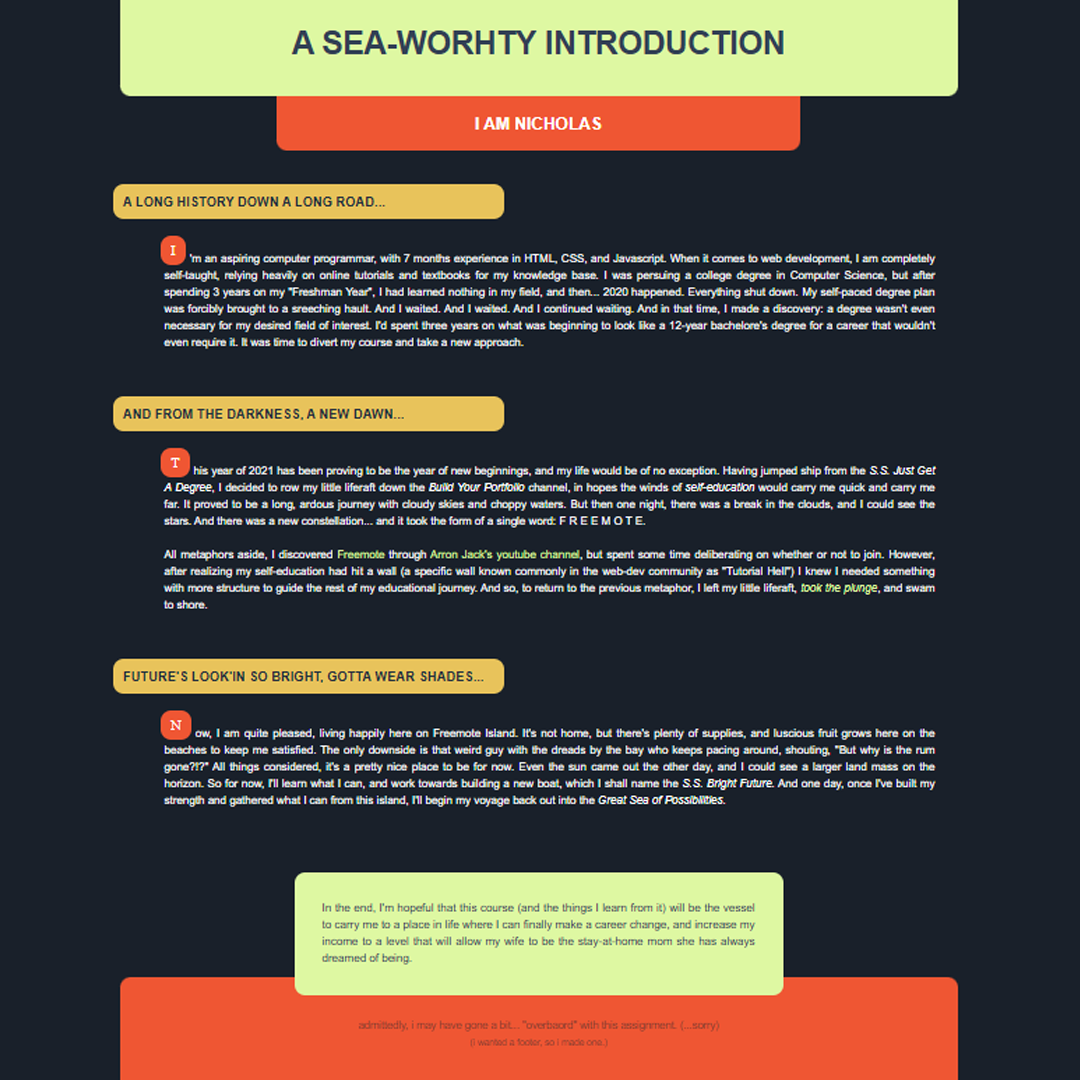 A SEA-WORHTY INTRODUCTION
I AM NICHOLAS
A LONG HISTORY DOWN A LONG ROAD...
I 'm an aspiring computer programmar, with 7 months experience in HTML, CSS, and Javascript. When it comes to web development, I am completely
self-taught, relying heavily on online tutorials and textbooks for my knowledge base. I was persuing a college degree in Computer Science, but after
spending 3 years on my "Freshman Year", I had learned nothing in my field, and then... 2020 happened. Everything shut down. My self-paced degree plan
was forcibly brought to a sreeching hault. And I waited. And I waited. And I continued waiting. And in that time, I made a discovery: a degree wasn't even
necessary for my desired field of interest. I'd spent three years on what was beginning to look like a 12-year bachelore's degree for a career that wouldn't
even require it. It was time to divert my course and take a new approach.
AND FROM THE DARKNESS, A NEW DAWN...
T his year of 2021 has been proving to be the year of new beginnings, and my life would be of no exception. Having jumped ship from the S.S. Just Get
A Degree, I decided to row my little liferaft down the Build Your Portfolio channel, in hopes the winds of self-education would carry me quick and carry me
far. It proved to be a long, ardous journey with cloudy skies and choppy waters. But then one night, there was a break in the clouds, and I could see the
stars. And there was a new constellation... and it took the form of a single word: F R E E M O T E.
All metaphors aside, I discovered Freemote through Arron Jack's youtube channel, but spent some time deliberating on whether or not to join. However,
after realizing my self-education had hit a wall (a specific wall known commonly in the web-dev community as "Tutorial Hell") I knew I needed something
with more structure to guide the rest of my educational journey. And so, to return to the previous metaphor, I left my little liferaft, took the plunge, and swam
to shore.
FUTURE'S LOOK'IN SO BRIGHT, GOTTA WEAR SHADES...
N ow, I am quite pleased, living happily here on Freemote Island. It's not home, but there's plenty of supplies, and luscious fruit grows here on the
beaches to keep me satisfied. The only downside is that weird guy with the dreads by the bay who keeps pacing around, shouting, "But why is the rum
gone?!?" All things considered, it's a pretty nice place to be for now. Even the sun came out the other day, and I could see a larger land mass on the
horizon. So for now, I'll learn what I can, and work towards building a new boat, which I shall name the S.S. Bright Future. And one day, once I've built my
strength and gathered what I can from this island, I'll begin my voyage back out into the Great Sea of Possibilities.
In the end, I'm hopeful that this course (and the things I learn from it) will be the vessel
to carry me to a place in life where I can finally make a career change, and increase my
income to a level that will allow my wife to be the stay-at-home mom she has always
dreamed of being.
admittedly, i may have gone a bit... "overbaord" with this assignment. (...sorry)
(i wanted a footer, so i made one.)